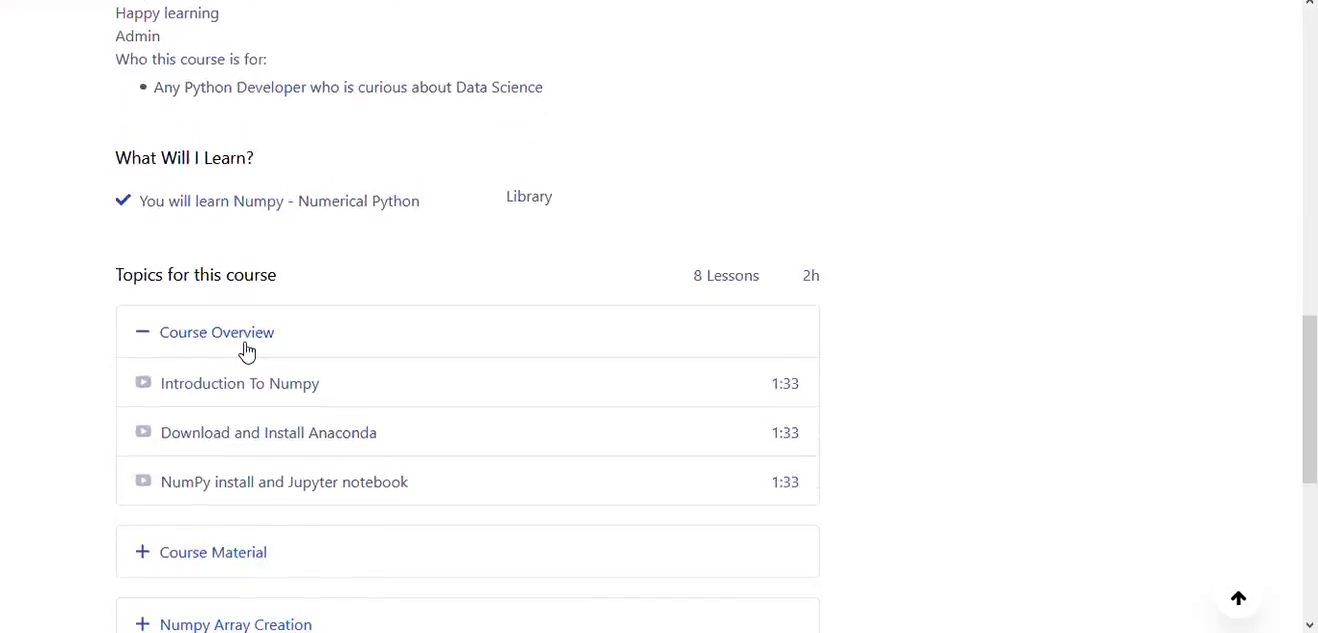 Happy learning
Admin
Who this course is for:
Any Python Developer who is curious about Data Science
What Will I Learn?
You will learn Numpy - Numerical Python Library
Topics for this course 8 Lessons 2h
Course Overview
Introduction To Numpy 1:33
Download and Install Anaconda 1:33
NumPy install and Jupyter notebook 1:33
Course Material
Numpy Array Creation